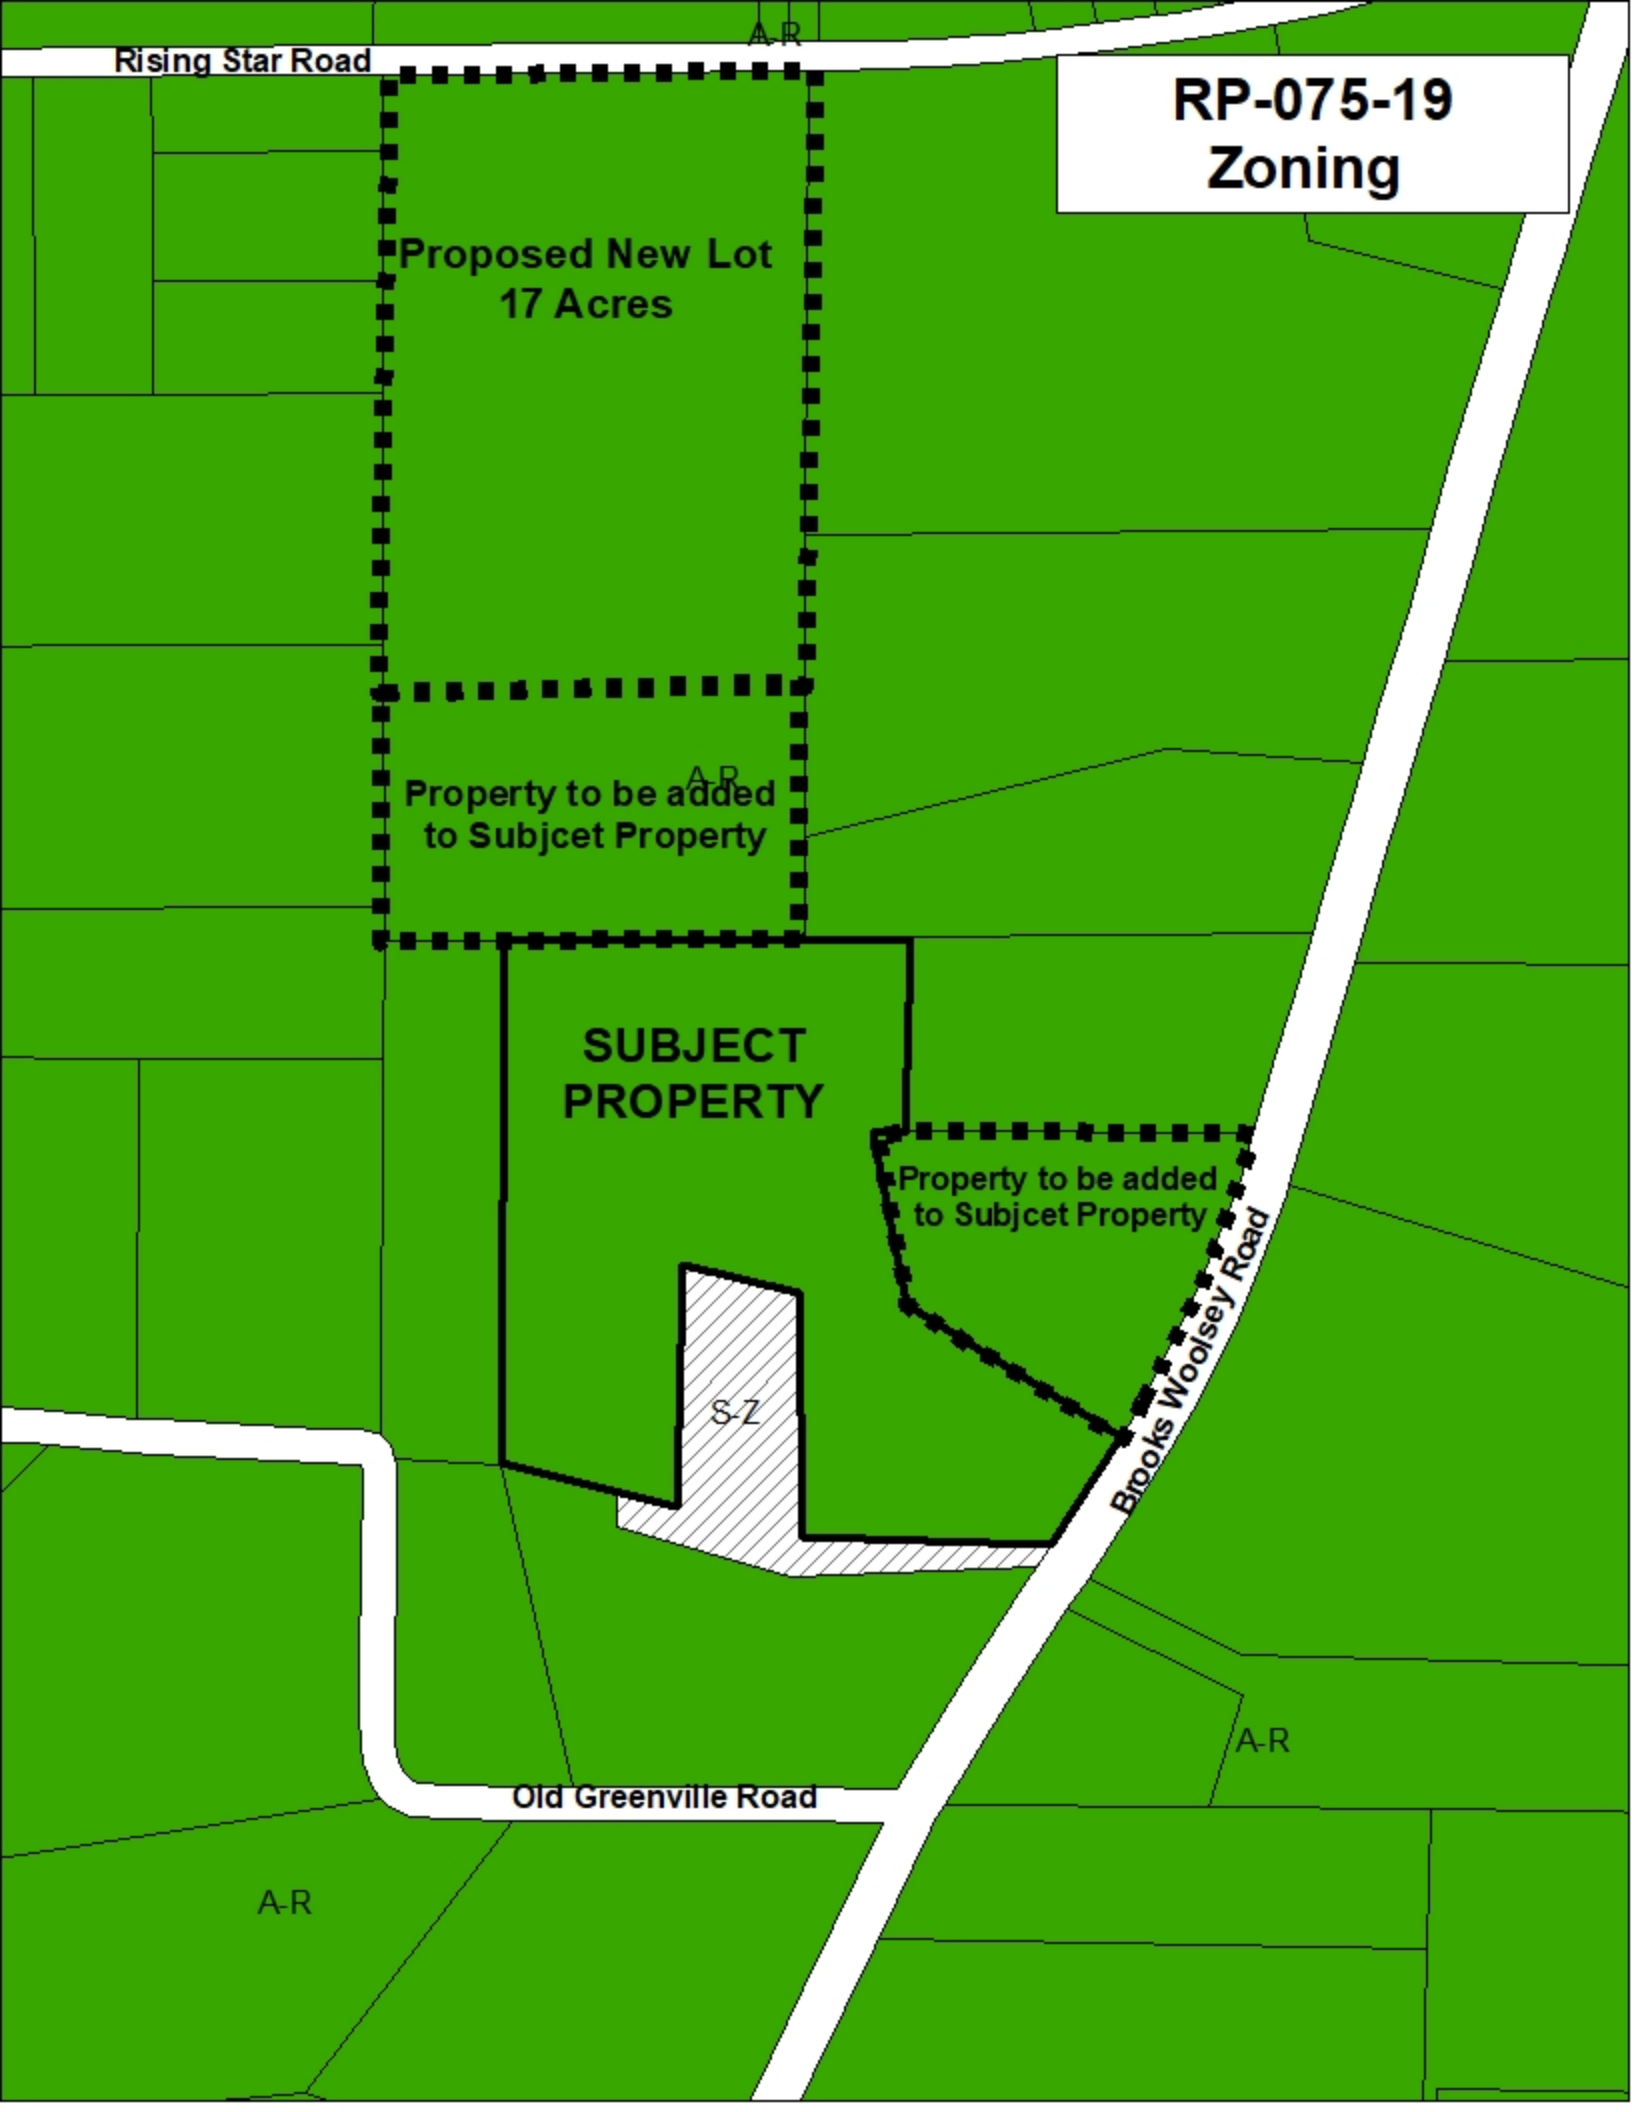 A-R
Rising Star Road
RP-075-19
Zoning
Proposed New Lot
17 Acres
A-R
Property to be added
to Subjcet Property
SUBJECT
PROPERTY
Property to be added
to Subjcet Property
Brooks Woolsey Road
S-Z
A-R
Old Greenville Road
A-R